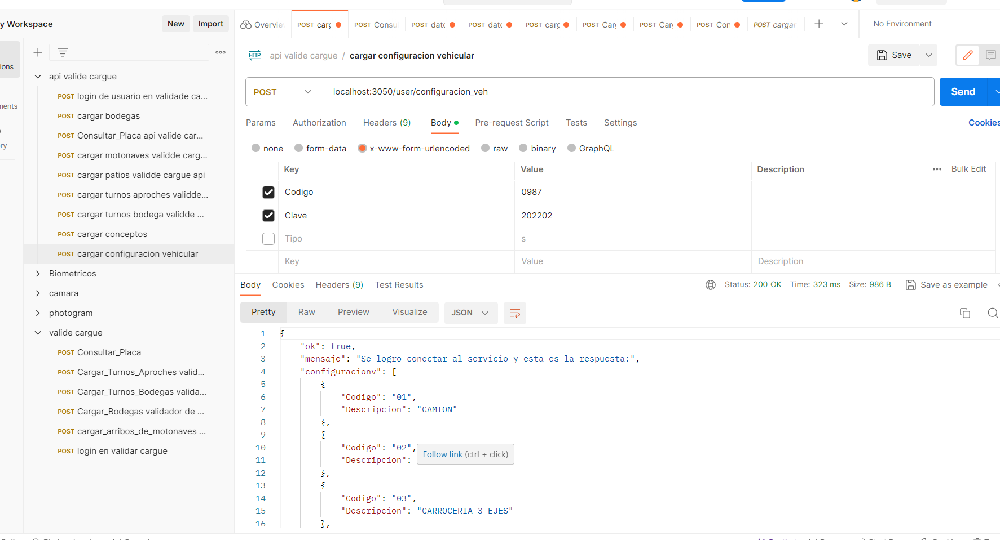 y Workspace
New
Import
Overvie
POST carg
POST Consu
POST datc
POST datc
POST carg
POST Carg
POST Carg
POST Con
POST cargar
No Environment
ions
ments
ry
api valide cargue
POST login de usuario en validade ca...
POST cargar bodegas
POST Consultar_Placa api valide car...
POST cargar motonaves validde carg...
POST cargar patios validde cargue api
POST cargar turnos aproches validde...
POST cargar turnos bodega validde ...
POST cargar conceptos
POST cargar configuracion vehicular
Biometricos
camara
photogram
valide cargue
POST Consultar_Placa
POST Cargar_Turnos_Aproches valid...
POST Cargar_Turnos_Bodegas valida...
POST Cargar_Bodegas validador de ...
POST cargar_arribos_de_motonaves ...
POST login en validar cargue
HTTP api valide cargue / cargar configuracion vehicular
Save
POST
localhost:3050/user/configuracion_veh
Send
Params Authorization Headers (9) Body Pre-request Script Tests Settings
Cookies
none form-data x-www-form-urlencoded raw binary GraphQL
Key Value Description Bulk Edit
Codigo 0987
Clave 202202
Tipo s
Key Value Description
Body Cookies Headers (9) Test Results
Status: 200 OK Time: 323 ms Size: 986 B Save as example
Pretty Raw Preview Visualize JSON
1 {
2 "ok": true,
3 "mensaje": "Se logro conectar al servicio y esta es la respuesta:",
4 "configuracionv": [
5 {
6 "Codigo": "01",
7 "Descripcion": "CAMION"
8 },
9 {
10 "Codigo": "02",
Follow link (ctrl + click)
11 "Descripcion":
12 },
13 {
14 "Codigo": "03",
15 "Descripcion": "CARROCERIA 3 EJES"
16 },